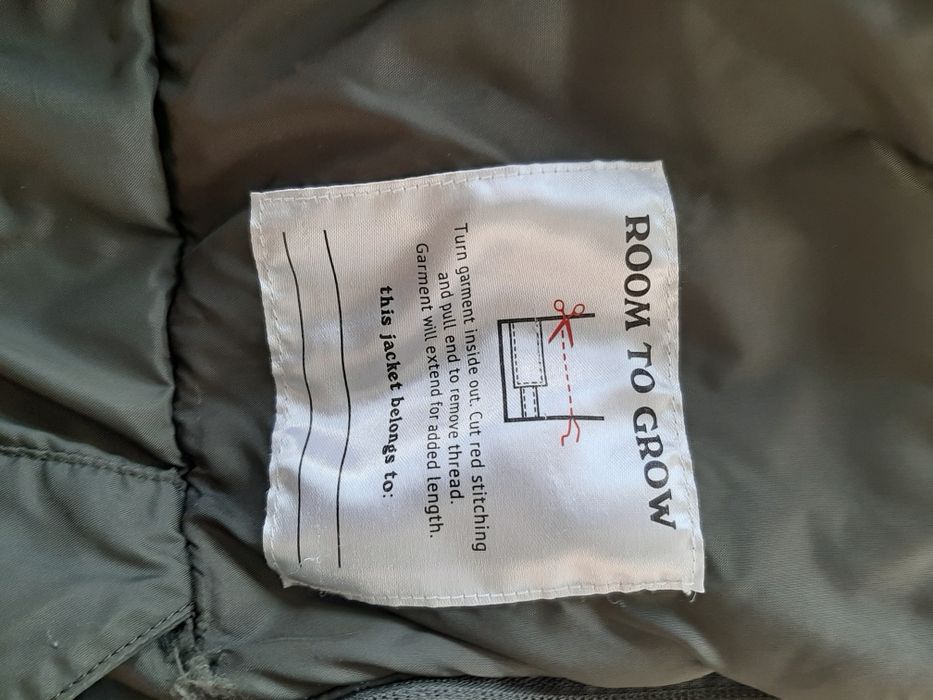 ROOM TO GROW
Turn garment inside out. Cut red stitching
and pull end to remove thread.
Garment will extend for added length.
this jacket belongs to: